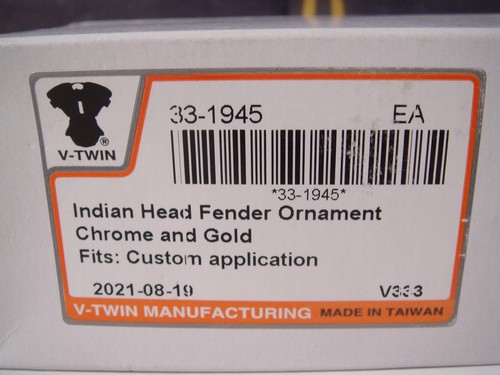 33-1945 EA
V-TWIN ®
*33-1945*
Indian Head Fender Ornament
Chrome and Gold
Fits: Custom application
2021-08-19 V333
V-TWIN MANUFACTURING MADE IN TAIWAN